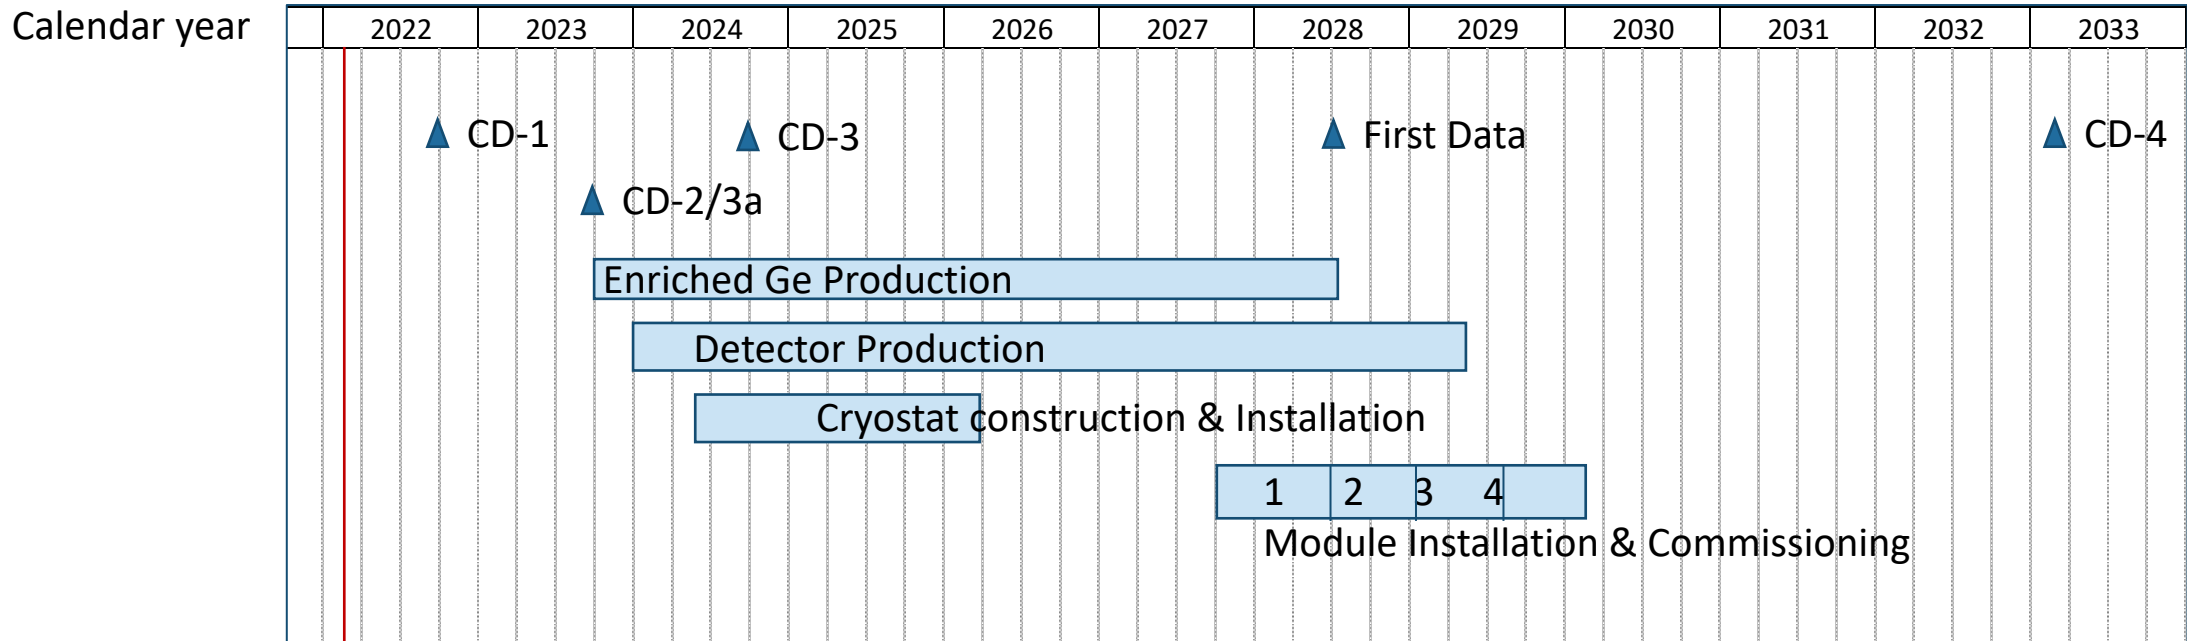 Calendar year 2022 2023 2024 2025 2026 2027 2028 2029 2030 2031 2032 2033
CD-1 CD-3 First Data CD-4
CD-2/3a
Enriched Ge Production
Detector Production
Cryostat construction & Installation
1 2 3 4
Module Installation & Commissioning